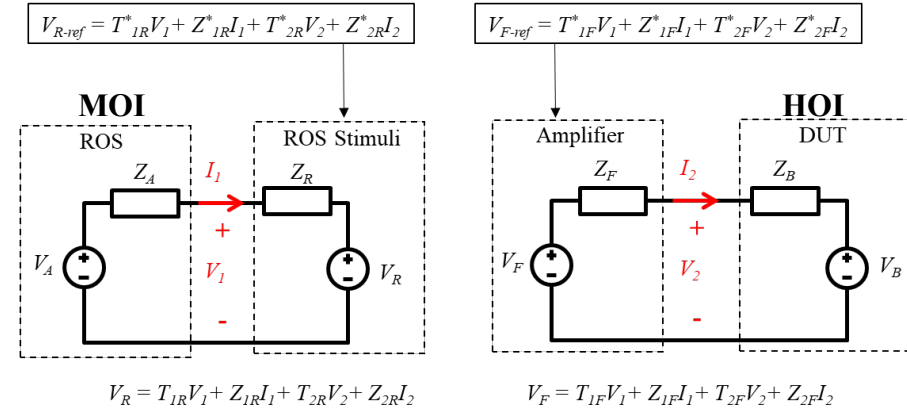 V_{R-ref} = T*_{1R}V_1 + Z*_{1R}I_1 + T*_{2R}V_2 + Z*_{2R}I_2
V_{F-ref} = T*_{1F}V_1 + Z*_{1F}I_1 + T*_{2F}V_2 + Z*_{2F}I_2
MOI
HOI
ROS
ROS Stimuli
Amplifier
DUT
Z_A
I_1
Z_R
Z_F
I_2
Z_B
+
+
V_A
V_1
V_R
V_F
V_2
V_B
-
-
V_R = T_{1R}V_1 + Z_{1R}I_1 + T_{2R}V_2 + Z_{2R}I_2
V_F = T_{1F}V_1 + Z_{1F}I_1 + T_{2F}V_2 + Z_{2F}I_2